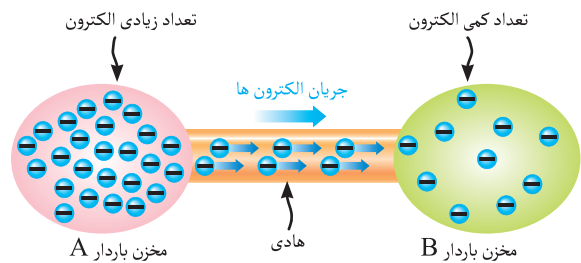 تعداد کمی الکترون
تعداد زیادی الکترون
جریان الکترون ها
هادی
مخزن باردار B
مخزن باردار A